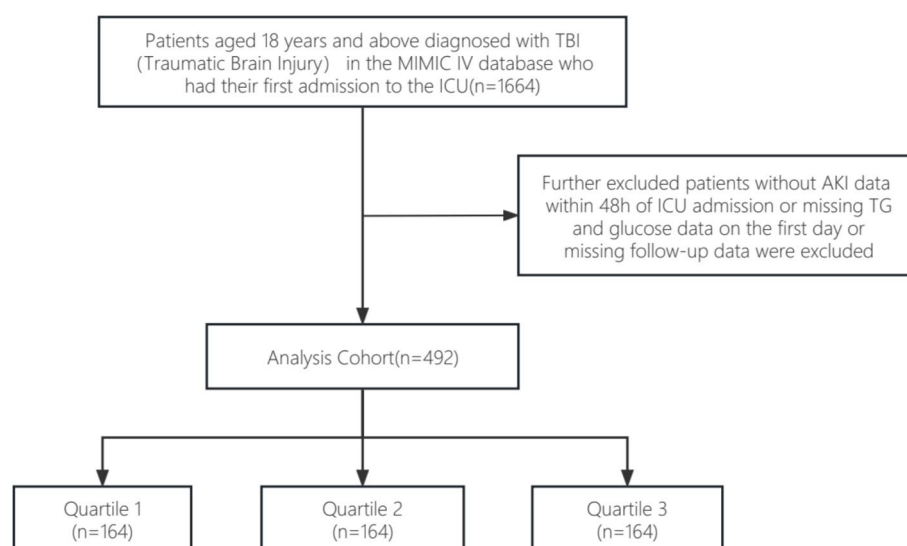 Patients aged 18 years and above diagnosed with TBI
(Traumatic Brain Injury) in the MIMIC IV database who
had their first admission to the ICU(n=1664)
Further excluded patients without AKI data
within 48h of ICU admission or missing TG
and glucose data on the first day or
missing follow-up data were excluded
Analysis Cohort(n=492)
Quartile 1
(n=164)
Quartile 2
(n=164)
Quartile 3
(n=164)